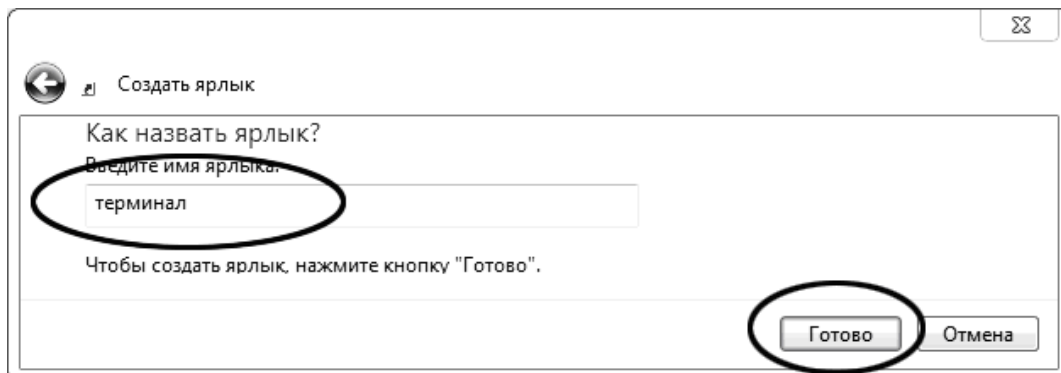 Создать ярлык
Как назвать ярлык?
Введите имя ярлыка:
терминал
Чтобы создать ярлык, нажмите кнопку "Готово".
Готово Отмена